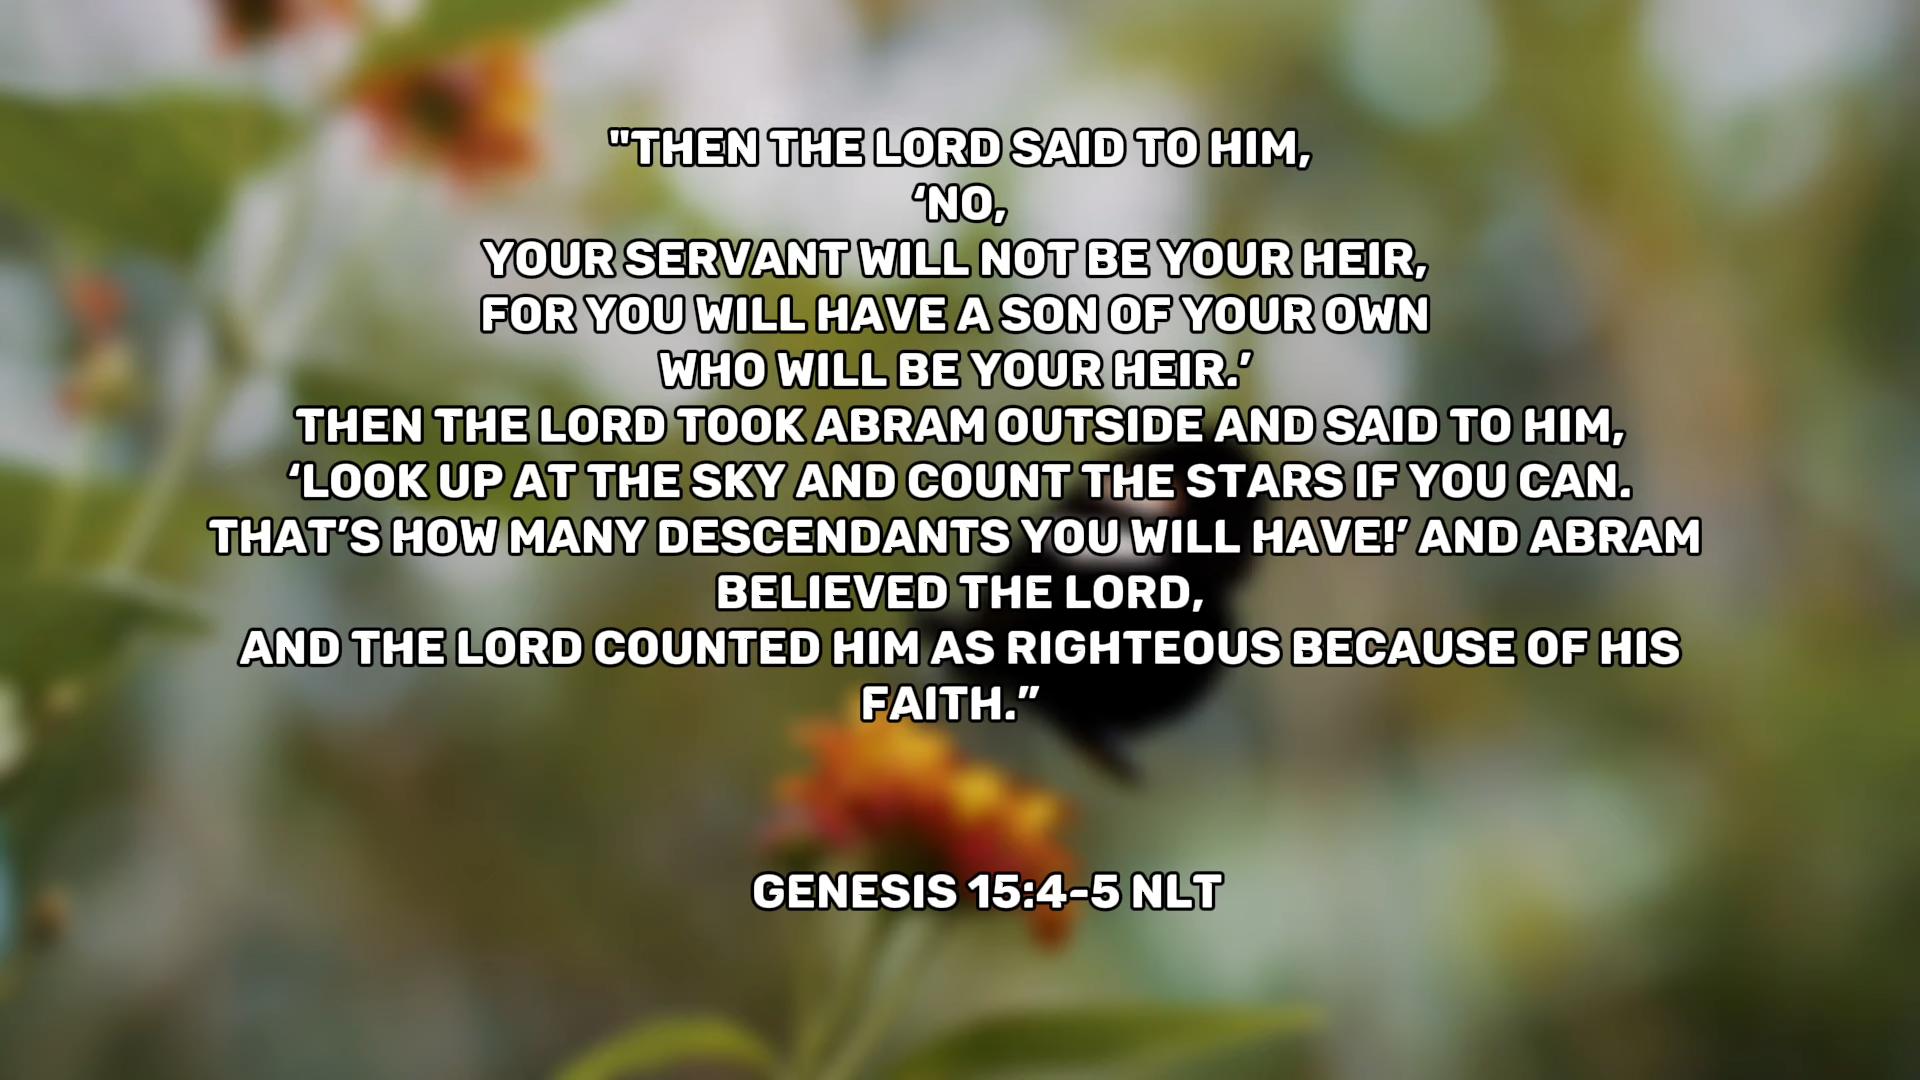 "THEN THE LORD SAID TO HIM,
‘NO,
YOUR SERVANT WILL NOT BE YOUR HEIR,
FOR YOU WILL HAVE A SON OF YOUR OWN
WHO WILL BE YOUR HEIR.’
THEN THE LORD TOOK ABRAM OUTSIDE AND SAID TO HIM,
‘LOOK UP AT THE SKY AND COUNT THE STARS IF YOU CAN.
THAT’S HOW MANY DESCENDANTS YOU WILL HAVE!’ AND ABRAM
BELIEVED THE LORD,
AND THE LORD COUNTED HIM AS RIGHTEOUS BECAUSE OF HIS
FAITH.”
GENESIS 15:4-5 NLT